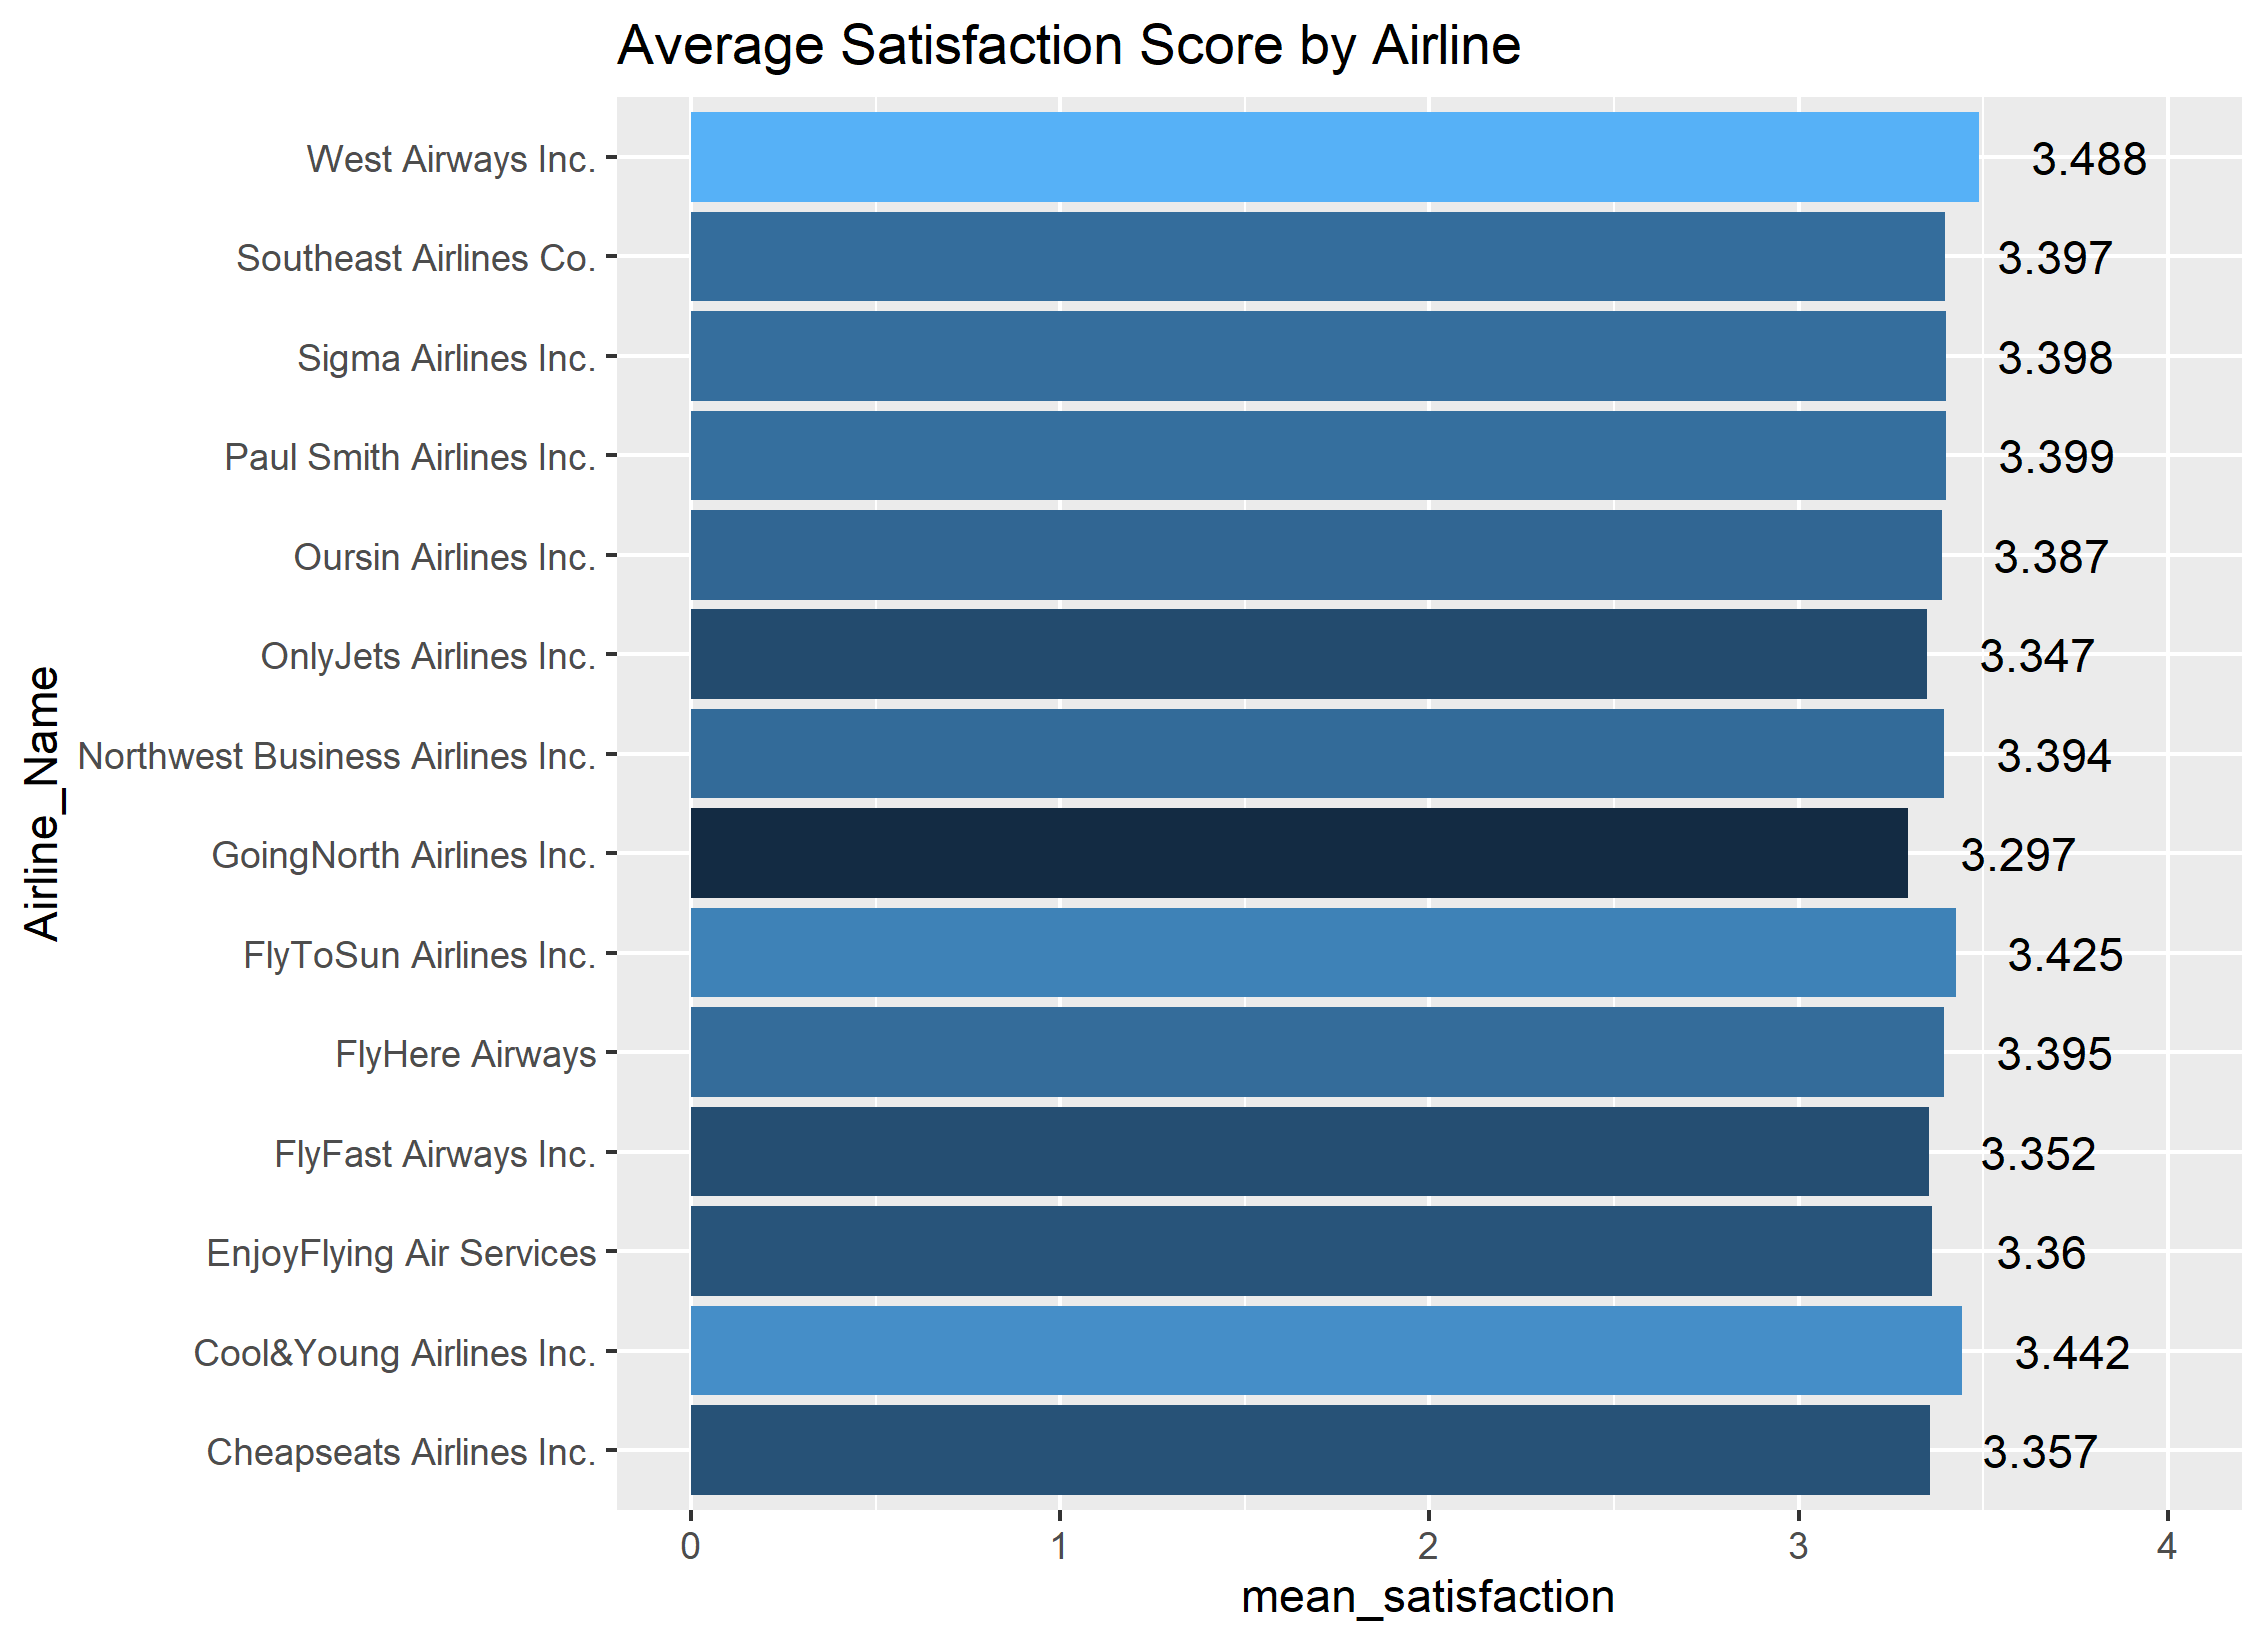 Average Satisfaction Score by Airline
West Airways Inc. 3.488
Southeast Airlines Co. 3.397
Sigma Airlines Inc. 3.398
Paul Smith Airlines Inc. 3.399
Oursin Airlines Inc. 3.387
OnlyJets Airlines Inc. 3.347
Northwest Business Airlines Inc. 3.394
GoingNorth Airlines Inc. 3.297
FlyToSun Airlines Inc. 3.425
FlyHere Airways 3.395
FlyFast Airways Inc. 3.352
EnjoyFlying Air Services 3.36
Cool&Young Airlines Inc. 3.442
Cheapseats Airlines Inc. 3.357
Airline_Name
0 1 2 3 4
mean_satisfaction